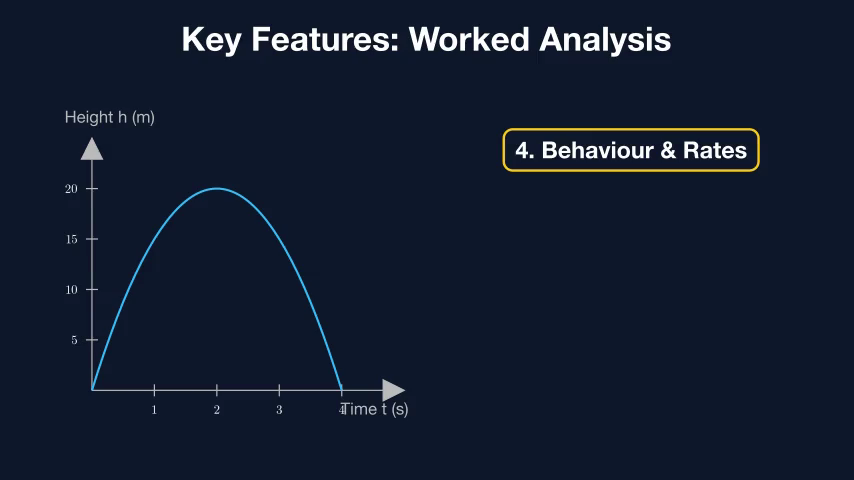 Key Features: Worked Analysis
Height h (m)
4. Behaviour & Rates
20
15
10
5
1 2 3 4
Time t (s)